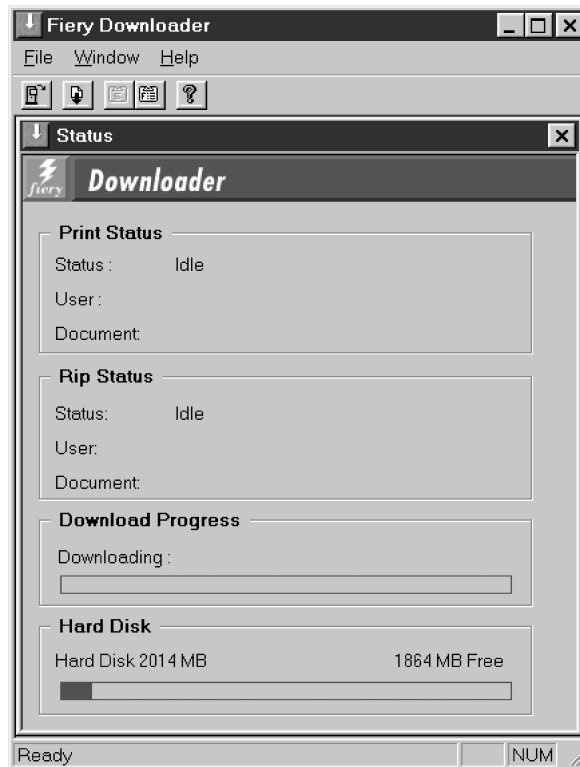 Fiery Downloader
File Window Help
Status
fiery Downloader
Print Status
Status : Idle
User :
Document:
Rip Status
Status: Idle
User:
Document:
Download Progress
Downloading :
Hard Disk
Hard Disk 2014 MB 1864 MB Free
Ready NUM